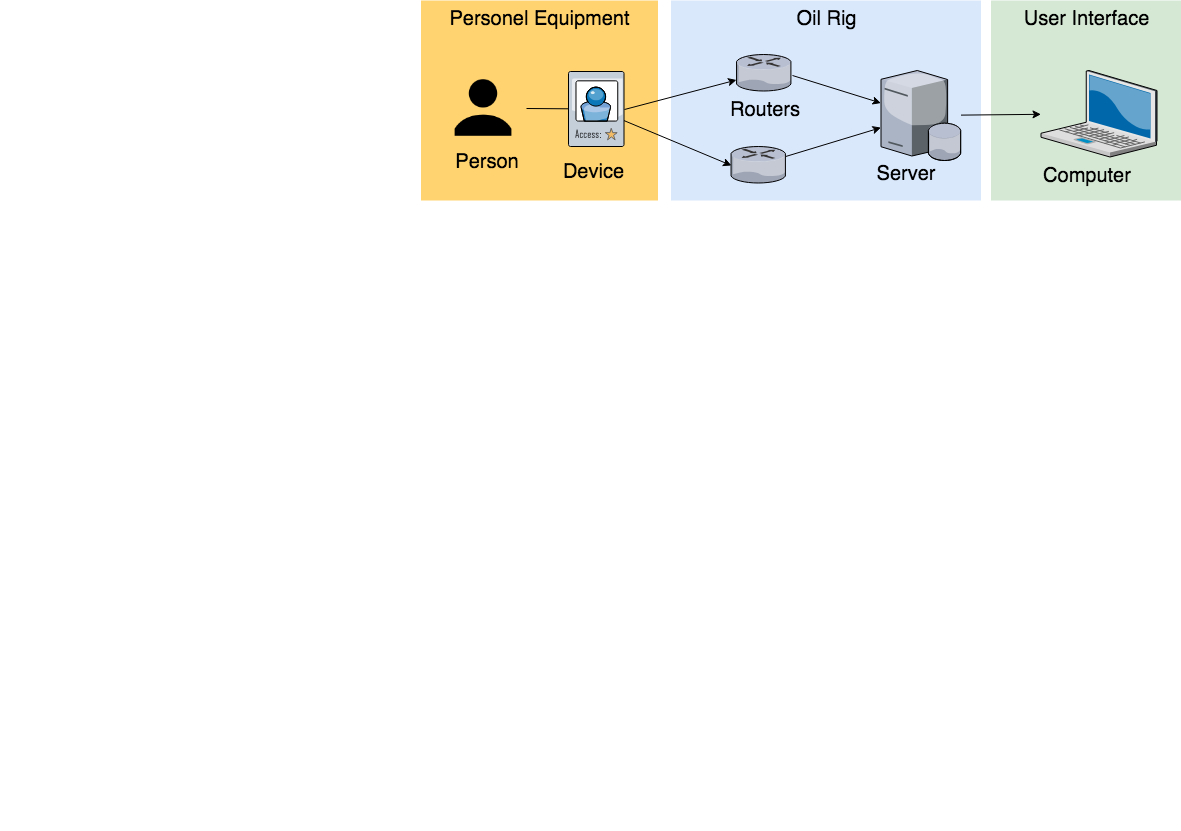 Personel Equipment
Oil Rig
User Interface
Routers
Access:
Person
Device
Server
Computer